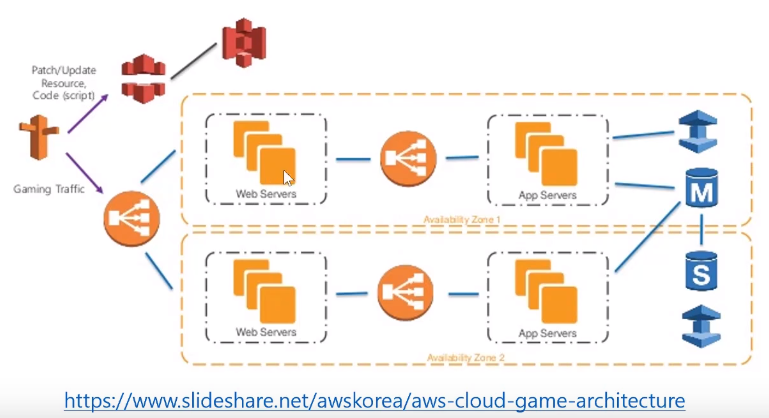 Patch/Update
Resource,
Code (script)
Gaming Traffic
Web Servers
App Servers
M
Availability Zone 1
S
Web Servers
App Servers
Availability Zone 2
https://www.slideshare.net/awskorea/aws-cloud-game-architecture